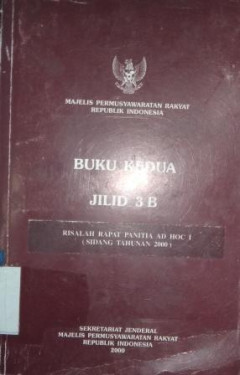 MAJELIS PERMUSYAWARATAN RAKYAT
REPUBLIK INDONESIA
BUKU KEDUA
JILID 3 B
RISALAH RAPAT PANITIA AD HOC I
( SIDANG TAHUNAN 2000 )
SEKRETARIAT JENDERAL
MAJELIS PERMUSYAWARATAN RAKYAT
REPUBLIK INDONESIA
2000